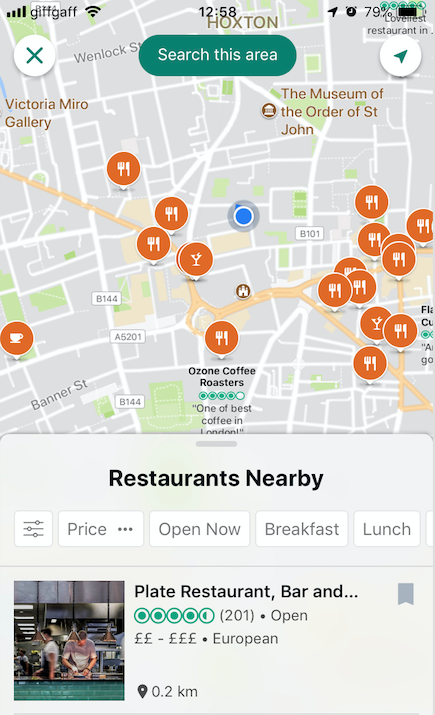 giffgaff
12:58
79%
HOXTON
Loveliest
restaurant in ..
Wenlock St
Search this area
Victoria Miro
Gallery
The Museum of
the Order of St
John
B101
B144
A5201
Ozone Coffee
Roasters
"One of best
coffee in
London!"
Banner St
B144
Fla
Cu
"A
go
Restaurants Nearby
Price •••
Open Now
Breakfast
Lunch
Plate Restaurant, Bar and...
(201) • Open
££ - £££ • European
0.2 km